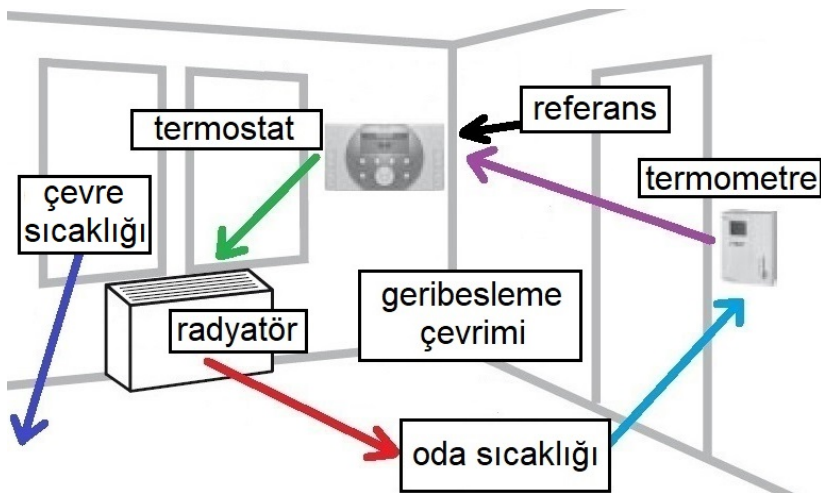 referans
termostat
termometre
çevre
sıcaklığı
geribesleme
çevrimi
radyatör
oda sıcaklığı